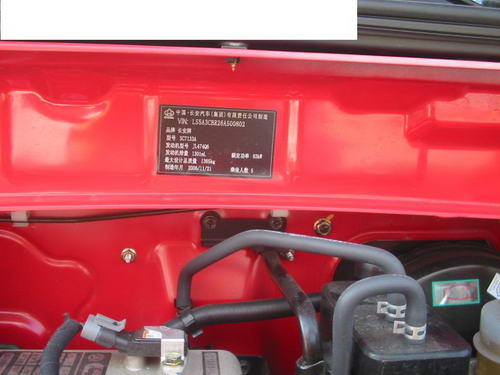 中国·长安汽车(集团)有限责任公司制造
VIN: LS5A3CBR26A500802
品牌 长安牌
型号 SC7133A
发动机型号 JL474Q6
发动机排量 1301mL 额定功率 63kW
最大设计总质量 1365kg
制造年月 2006/11/21 乘坐人数 5